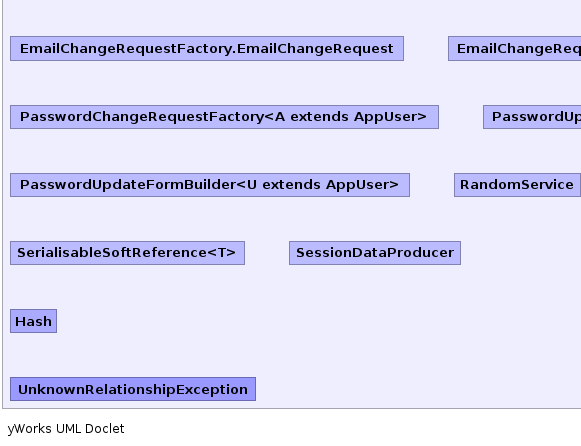 EmailChangeRequestFactory.EmailChangeRequest EmailChangeReq
PasswordChangeRequestFactory<A extends AppUser> PasswordUp
PasswordUpdateFormBuilder<U extends AppUser> RandomService
SerialisableSoftReference<T> SessionDataProducer
Hash
UnknownRelationshipException
yWorks UML Doclet